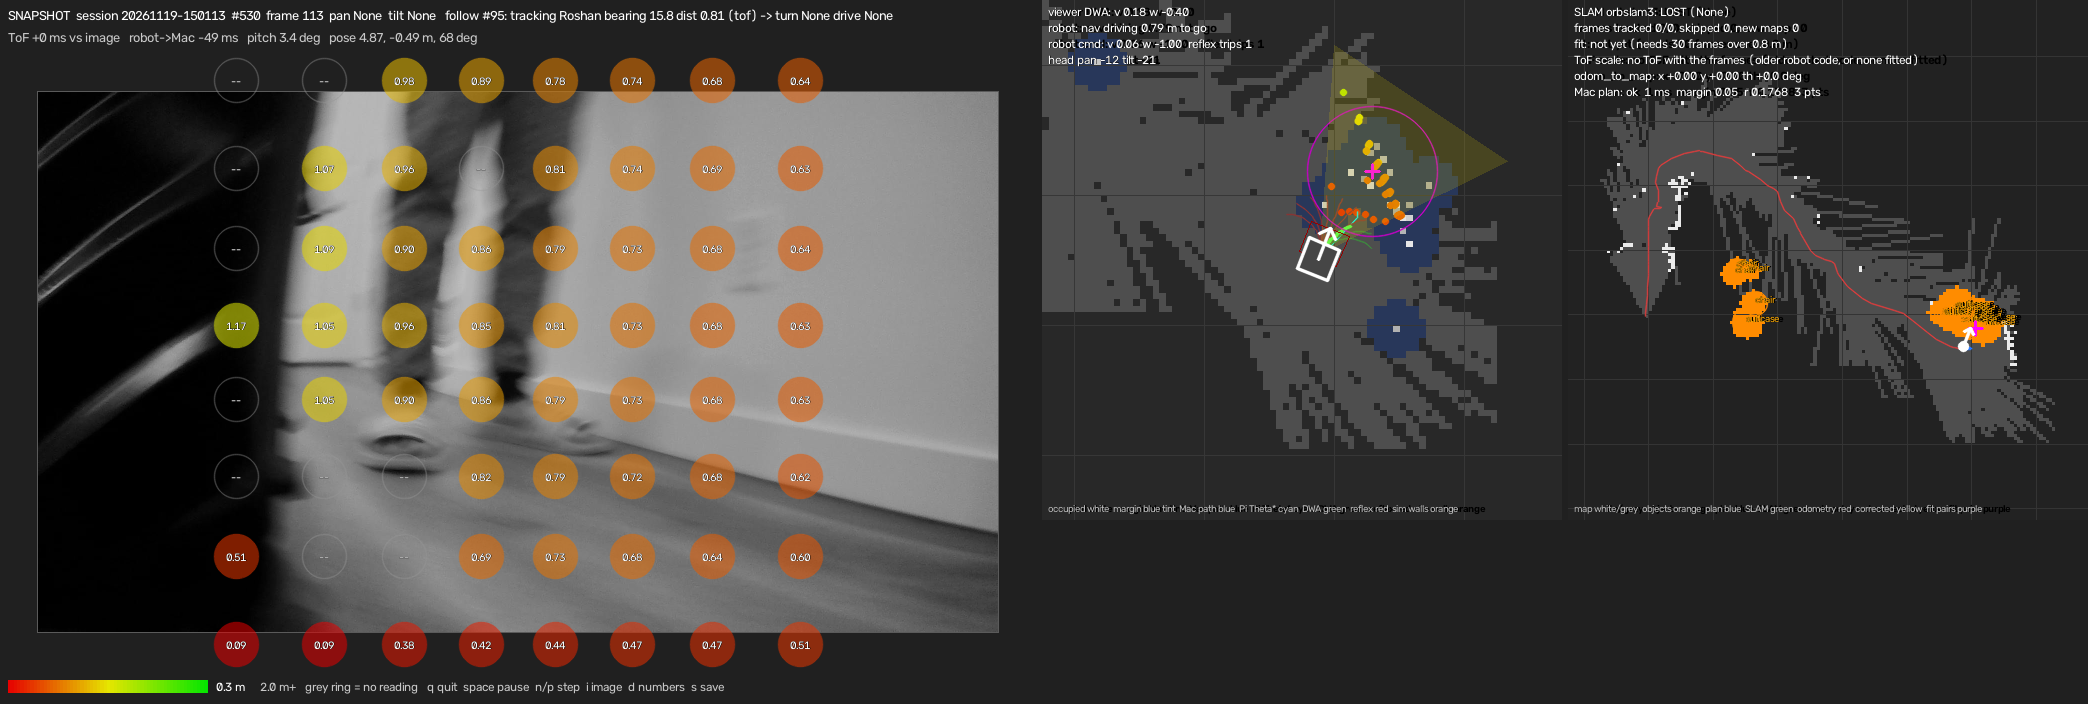 SNAPSHOT session 20261119-150113 #530 frame 113 pan None tilt None follow #95: tracking Roshan bearing 15.8 dist 0.81 (tof) -> turn None drive None
ToF +0 ms vs image robot->Mac -49 ms pitch 3.4 deg pose 4.87, -0.49 m, 68 deg
-- -- 0.98 0.89 0.78 0.74 0.68 0.64
-- 1.07 0.96 -- 0.81 0.74 0.69 0.63
-- 1.09 0.90 0.86 0.79 0.73 0.68 0.64
1.17 1.05 0.96 0.85 0.81 0.73 0.68 0.63
-- 1.05 0.90 0.86 0.79 0.73 0.68 0.63
-- -- -- 0.82 0.79 0.72 0.68 0.62
0.51 -- -- 0.69 0.73 0.68 0.64 0.60
0.09 0.09 0.38 0.42 0.44 0.47 0.47 0.51
0.3 m 2.0 m+ grey ring = no reading q quit space pause n/p step i image d numbers s save
viewer DWA: v 0.18 w -0.40
robot: nav driving 0.79 m to go
robot cmd: v 0.06 w -1.00 reflex trips 1
head pan -12 tilt -21
occupied white margin blue tint Mac path blue Pi Theta* cyan DWA green reflex red sim walls orange
SLAM orbslam3: LOST (None)
frames tracked 0/0, skipped 0, new maps 0
fit: not yet (needs 30 frames over 0.8 m)
ToF scale: no ToF with the frames (older robot code, or none fitted)
odom_to_map: x +0.00 y +0.00 th +0.0 deg
Mac plan: ok 1 ms margin 0.05 r 0.1768 3 pts
chair
suitcase
map white/grey objects orange plan blue SLAM green odometry red corrected yellow fit pairs purple